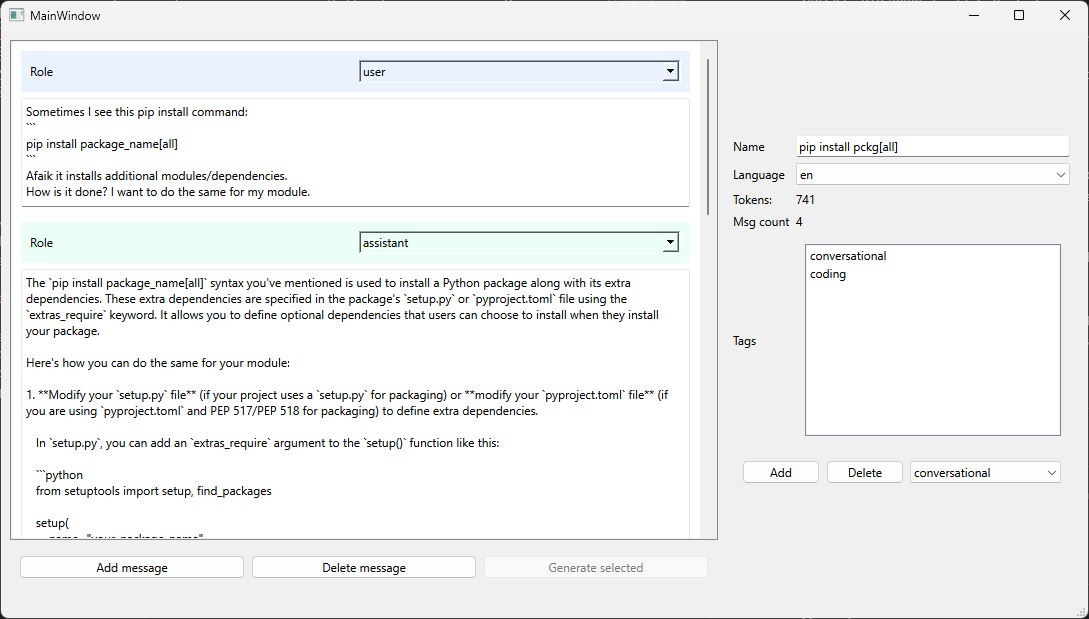 MainWindow
Role
user
Sometimes I see this pip install command:
```
pip install package_name[all]
```
Afaik it installs additional modules/dependencies.
How is it done? I want to do the same for my module.
Role
assistant
The `pip install package_name[all]` syntax you've mentioned is used to install a Python package along with its extra
dependencies. These extra dependencies are specified in the package's `setup.py` or `pyproject.toml` file using the
`extras_require` keyword. It allows you to define optional dependencies that users can choose to install when they install
your package.
Here's how you can do the same for your module:
1. **Modify your `setup.py` file** (if your project uses a `setup.py` for packaging) or **modify your `pyproject.toml` file** (if
you are using `pyproject.toml` and PEP 517/PEP 518 for packaging) to define extra dependencies.
In `setup.py`, you can add an `extras_require` argument to the `setup()` function like this:
```python
from setuptools import setup, find_packages
setup(
Add message
Delete message
Generate selected
Name
pip install pckg[all]
Language
en
Tokens:
741
Msg count
4
Tags
conversational
coding
Add
Delete
conversational